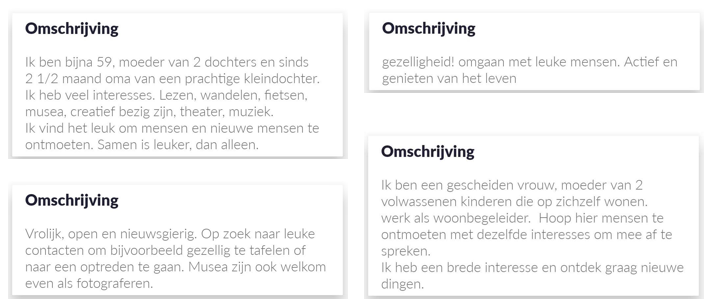 Omschrijving
Ik ben bijna 59, moeder van 2 dochters en sinds
2 1/2 maand oma van een prachtige kleindochter.
Ik heb veel interesses. Lezen, wandelen, fietsen,
musea, creatief bezig zijn, theater, muziek.
Ik vind het leuk om mensen en nieuwe mensen te
ontmoeten. Samen is leuker, dan alleen.
Omschrijving
Vrolijk, open en nieuwsgierig. Op zoek naar leuke
contacten om bijvoorbeeld gezellig te tafelen of
naar een optreden te gaan. Musea zijn ook welkom
even als fotograferen.
Omschrijving
gezelligheid! omgaan met leuke mensen. Actief en
genieten van het leven
Omschrijving
Ik ben een gescheiden vrouw, moeder van 2
volwassenen kinderen die op zichzelf wonen.
werk als woonbegeleider. Hoop hier mensen te
ontmoeten met dezelfde interesses om mee af te
spreken.
Ik heb een brede interesse en ontdek graag nieuwe
dingen.